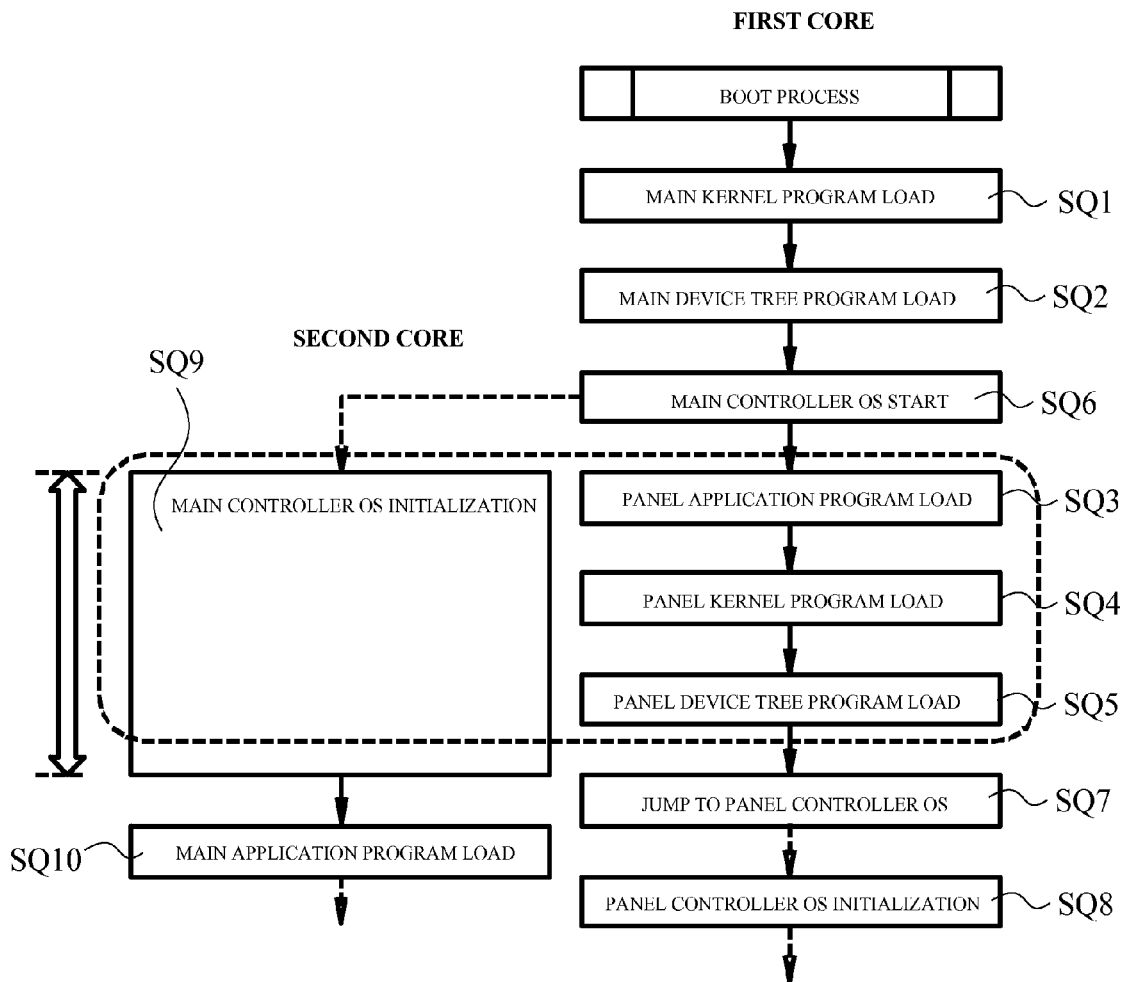 FIRST CORE
BOOT PROCESS
MAIN KERNEL PROGRAM LOAD
SQ1
MAIN DEVICE TREE PROGRAM LOAD
SQ2
SECOND CORE
SQ9
MAIN CONTROLLER OS START
SQ6
MAIN CONTROLLER OS INITIALIZATION
PANEL APPLICATION PROGRAM LOAD
SQ3
PANEL KERNEL PROGRAM LOAD
SQ4
PANEL DEVICE TREE PROGRAM LOAD
SQ5
JUMP TO PANEL CONTROLLER OS
SQ7
SQ10
MAIN APPLICATION PROGRAM LOAD
PANEL CONTROLLER OS INITIALIZATION
SQ8